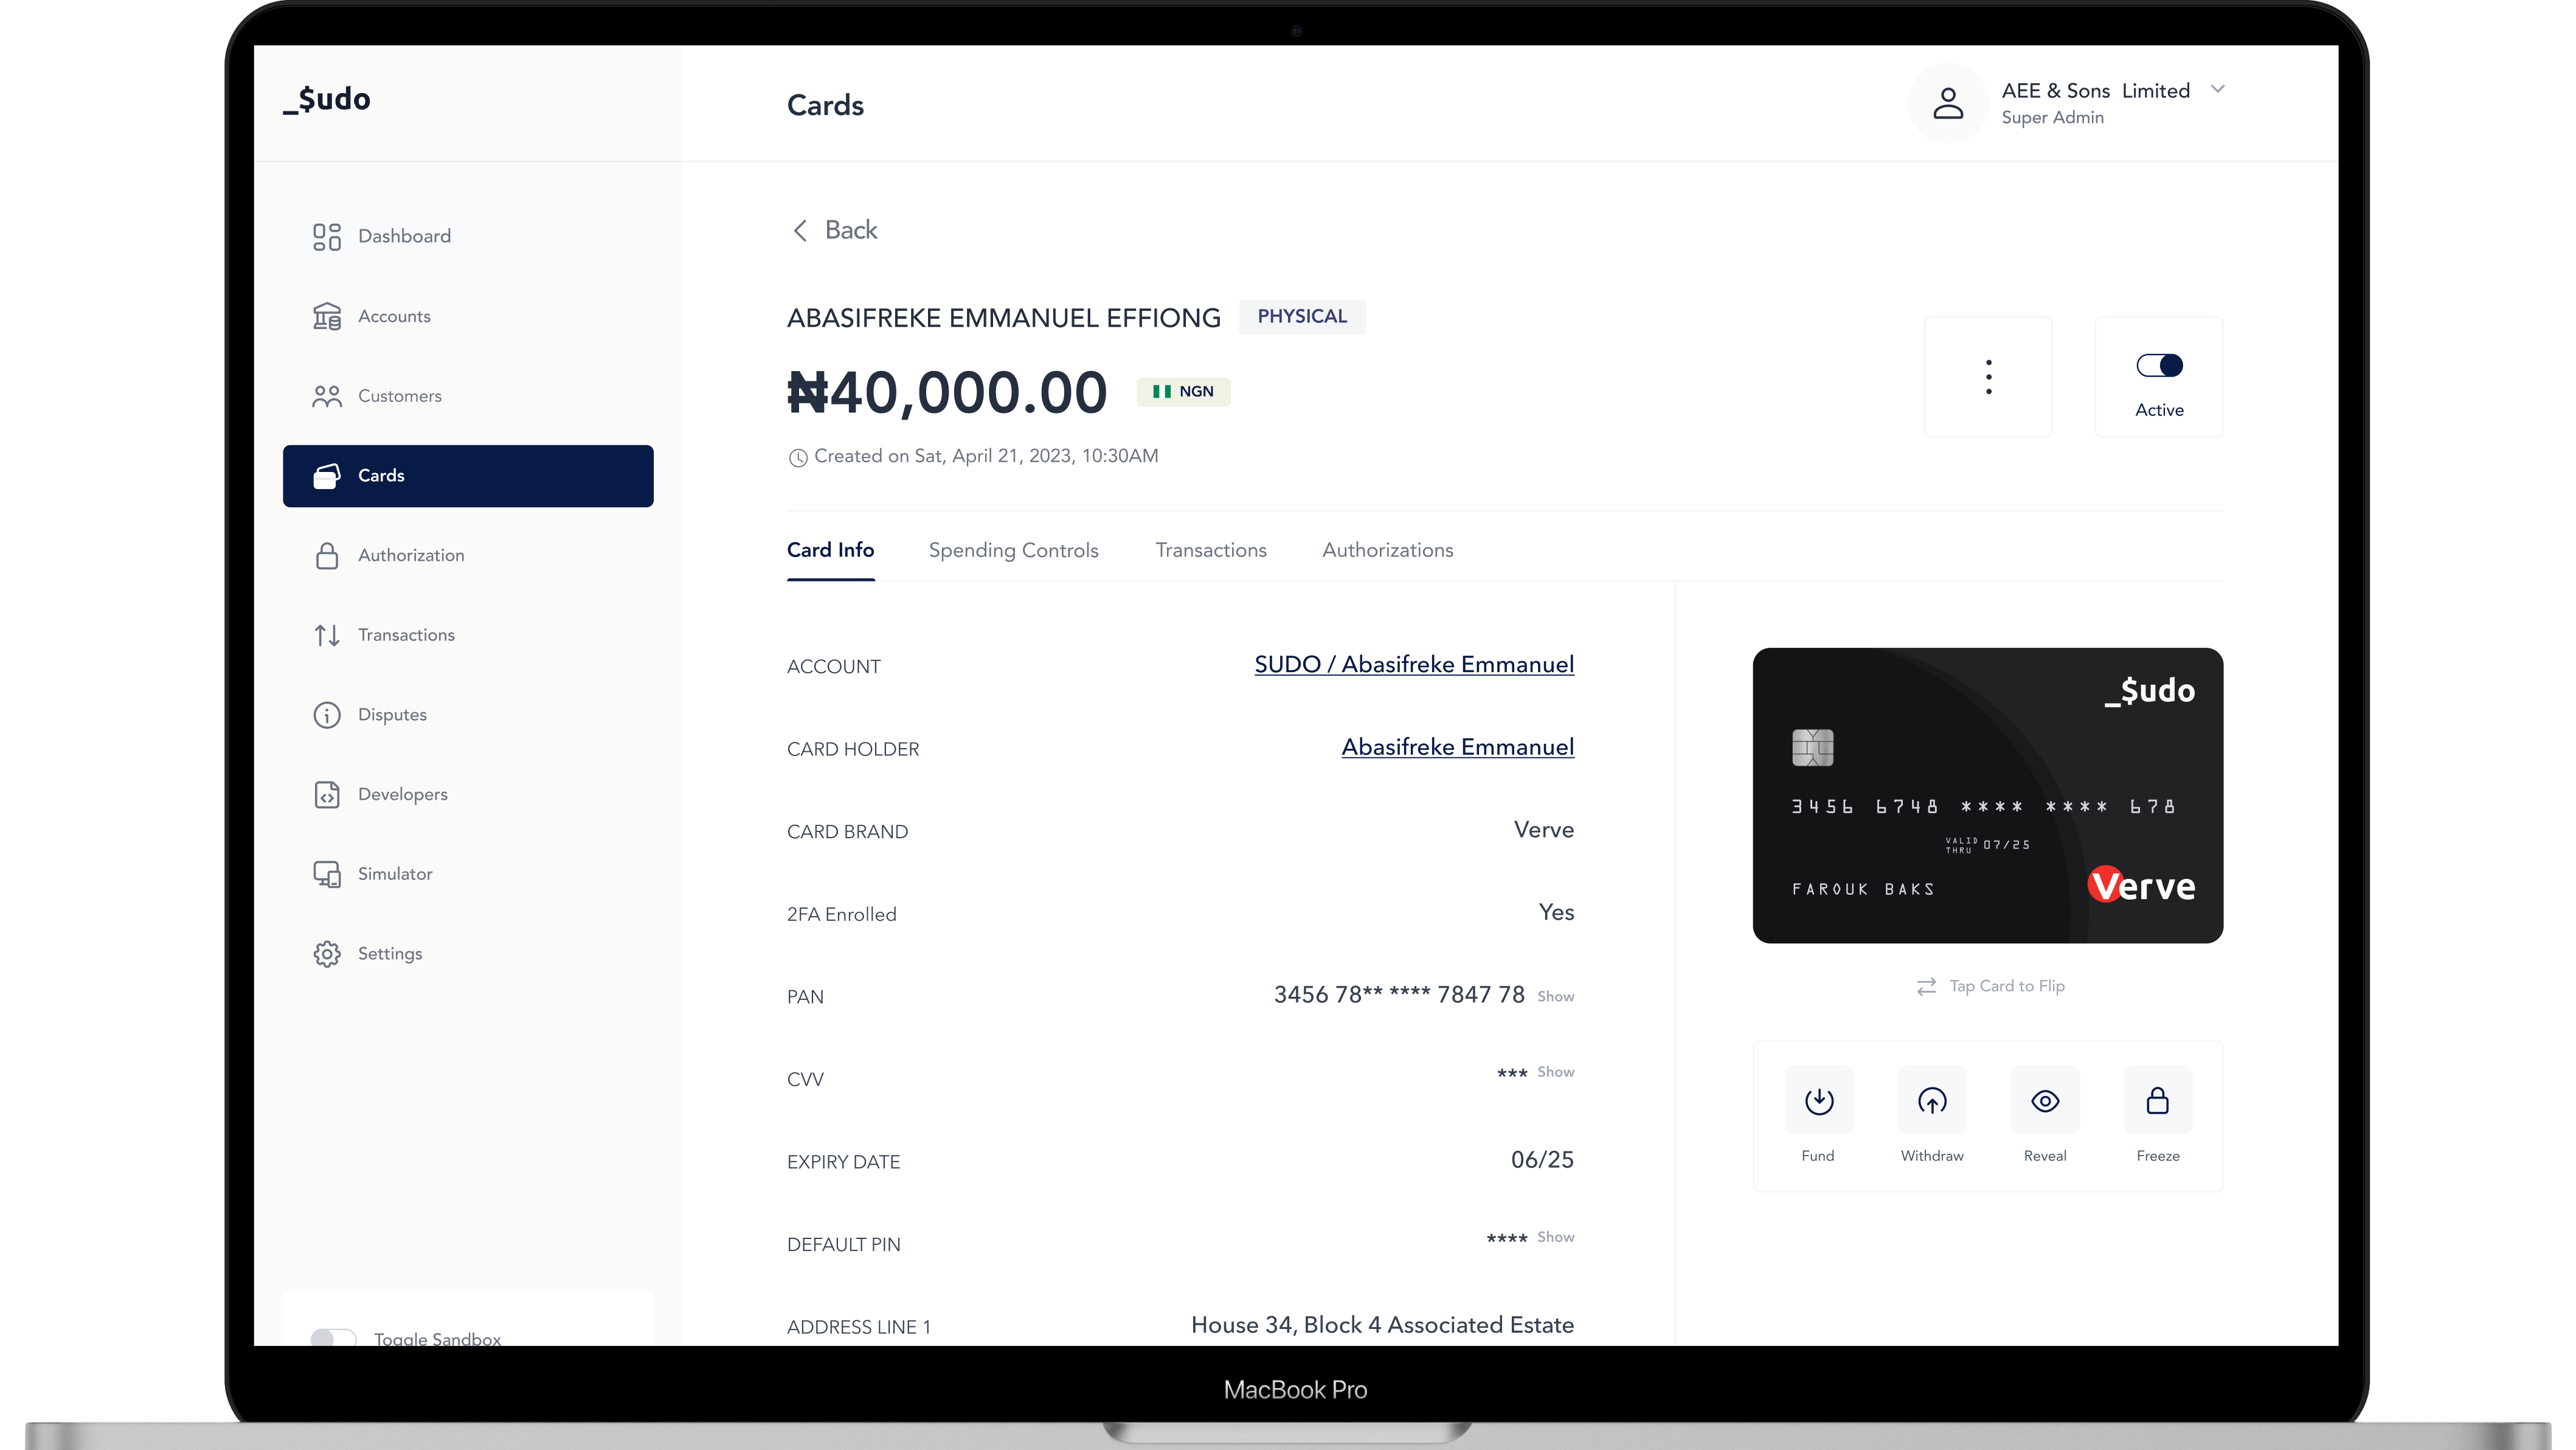 _$udo
Cards
AEE & Sons Limited
Super Admin
Dashboard
Accounts
Customers
Cards
Authorization
Transactions
Disputes
Developers
Simulator
Settings
Toggle Sandbox
Back
ABASIFREKE EMMANUEL EFFIONG
PHYSICAL
₦40,000.00
NGN
Created on Sat, April 21, 2023, 10:30AM
Active
Card Info
Spending Controls
Transactions
Authorizations
ACCOUNT
SUDO / Abasifreke Emmanuel
CARD HOLDER
Abasifreke Emmanuel
CARD BRAND
Verve
2FA Enrolled
Yes
PAN
3456 78** **** 7847 78 Show
CVV
*** Show
EXPIRY DATE
06/25
DEFAULT PIN
**** Show
ADDRESS LINE 1
House 34, Block 4 Associated Estate
_$udo
3456 6748 **** **** 678
VALID
THRU 07/25
FAROUK BAKS
Verve
Tap Card to Flip
Fund
Withdraw
Reveal
Freeze
MacBook Pro